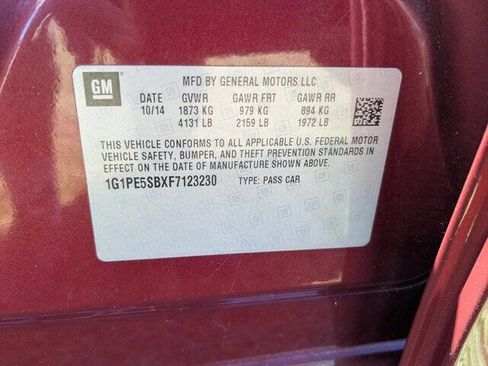 GM
MFD BY GENERAL MOTORS LLC
DATE GVWR GAWR FRT GAWR RR
10/14 1873 KG 979 KG 894 KG
4131 LB 2159 LB 1972 LB
THIS VEHICLE CONFORMS TO ALL APPLICABLE U.S. FEDERAL MOTOR
VEHICLE SAFETY, BUMPER, AND THEFT PREVENTION STANDARDS IN
EFFECT ON THE DATE OF MANUFACTURE SHOWN ABOVE.
1G1PE5SBXF7123230 TYPE: PASS CAR